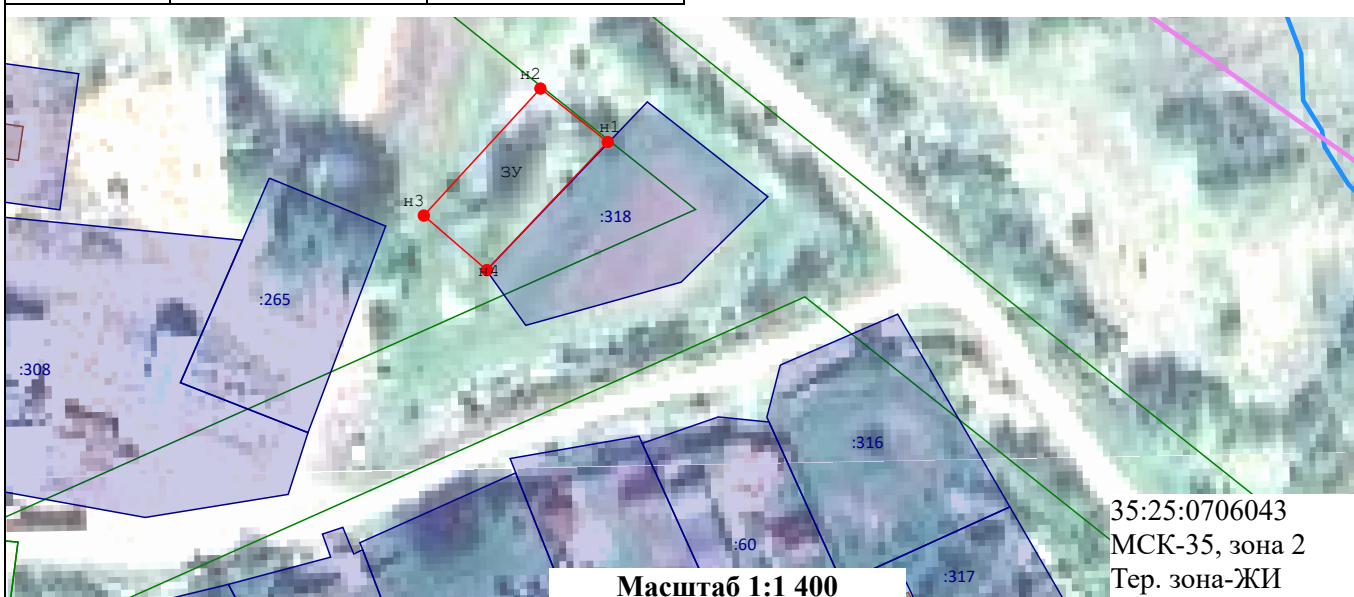 н2
н1
ЗУ
н3
:318
н4
:265
:308
:316
:60
:317
35:25:0706043
МСК-35, зона 2
Тер. зона-ЖИ
Масштаб 1:1 400